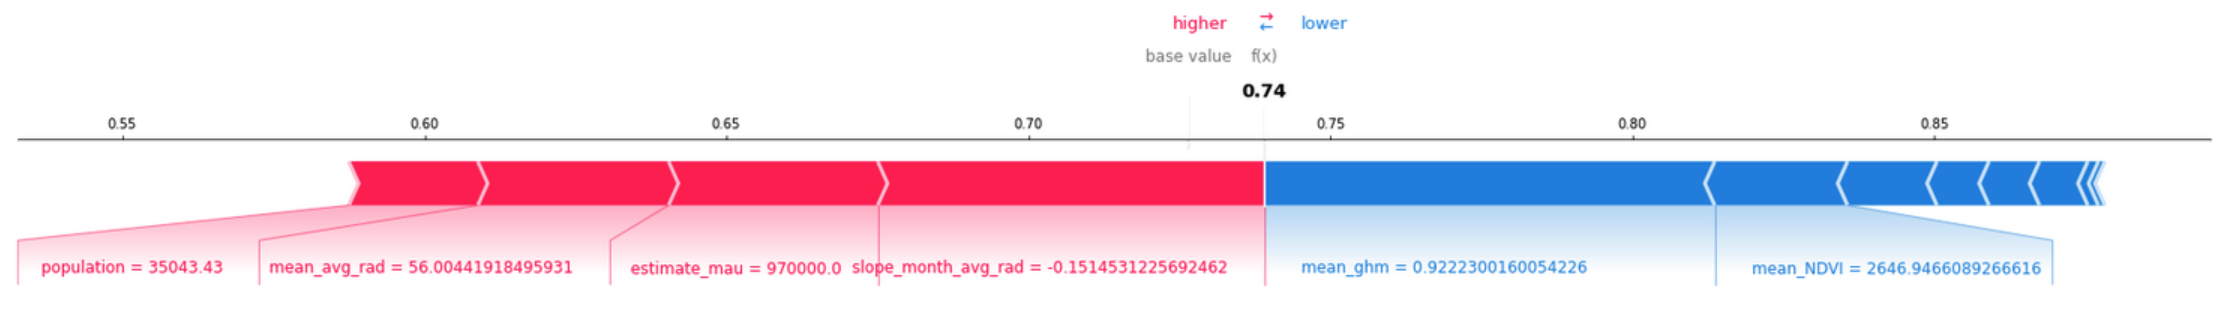 higher ⇄ lower
base value f(x)
0.74
0.55 0.60 0.65 0.70 0.75 0.80 0.85
population = 35043.43 mean_avg_rad = 56.00441918495931 estimate_mau = 970000.0 slope_month_avg_rad = -0.1514531225692462 mean_ghm = 0.9222300160054226 mean_NDVI = 2646.9466089266616